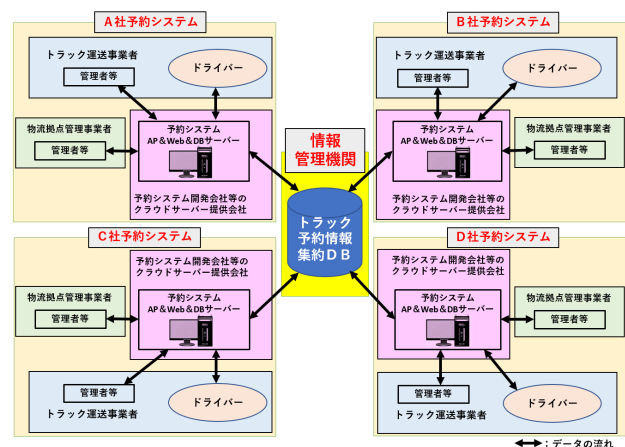 A社予約システム
トラック運送事業者
管理者等
ドライバー
物流拠点管理事業者
管理者等
予約システム
AP&Web&DBサーバー
予約システム開発会社等の
クラウドサーバー提供会社
B社予約システム
トラック運送事業者
管理者等
ドライバー
予約システム
AP&Web&DBサーバー
物流拠点管理事業者
管理者等
予約システム開発会社等の
クラウドサーバー提供会社
情報
管理機関
トラック
予約情報
集約DB
C社予約システム
予約システム開発会社等の
クラウドサーバー提供会社
物流拠点管理事業者
管理者等
予約システム
AP&Web&DBサーバー
管理者等
トラック運送事業者
ドライバー
D社予約システム
予約システム開発会社等の
クラウドサーバー提供会社
予約システム
AP&Web&DBサーバー
物流拠点管理事業者
管理者等
管理者等
トラック運送事業者
ドライバー
:データの流れ